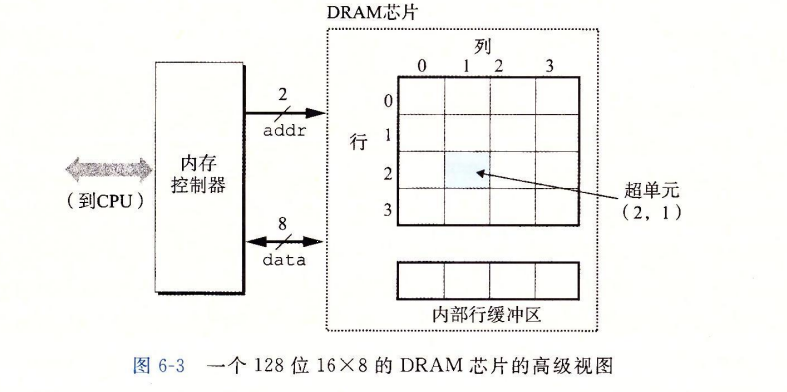 DRAM芯片
列
0 1 2 3
2
addr
0
1
行
2
3
内存
控制器
(到CPU)
超单元
(2, 1)
8
data
内部行缓冲区
图 6-3 一个 128 位 16×8 的 DRAM 芯片的高级视图